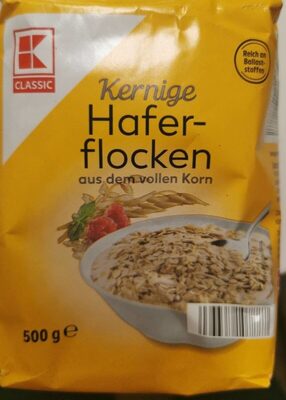 K
CLASSIC
Reich an
Ballast-
stoffen
Kernige
Hafer-
flocken
aus dem vollen Korn
500 g e